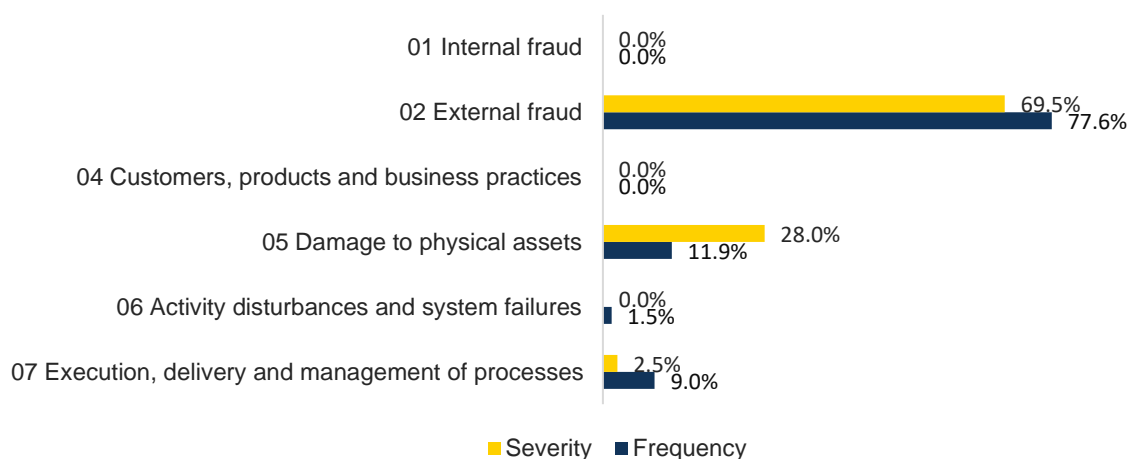 01 Internal fraud
0.0%
0.0%
02 External fraud
69.5%
77.6%
04 Customers, products and business practices
0.0%
0.0%
05 Damage to physical assets
28.0%
11.9%
06 Activity disturbances and system failures
0.0%
1.5%
07 Execution, delivery and management of processes
2.5%
9.0%
Severity Frequency